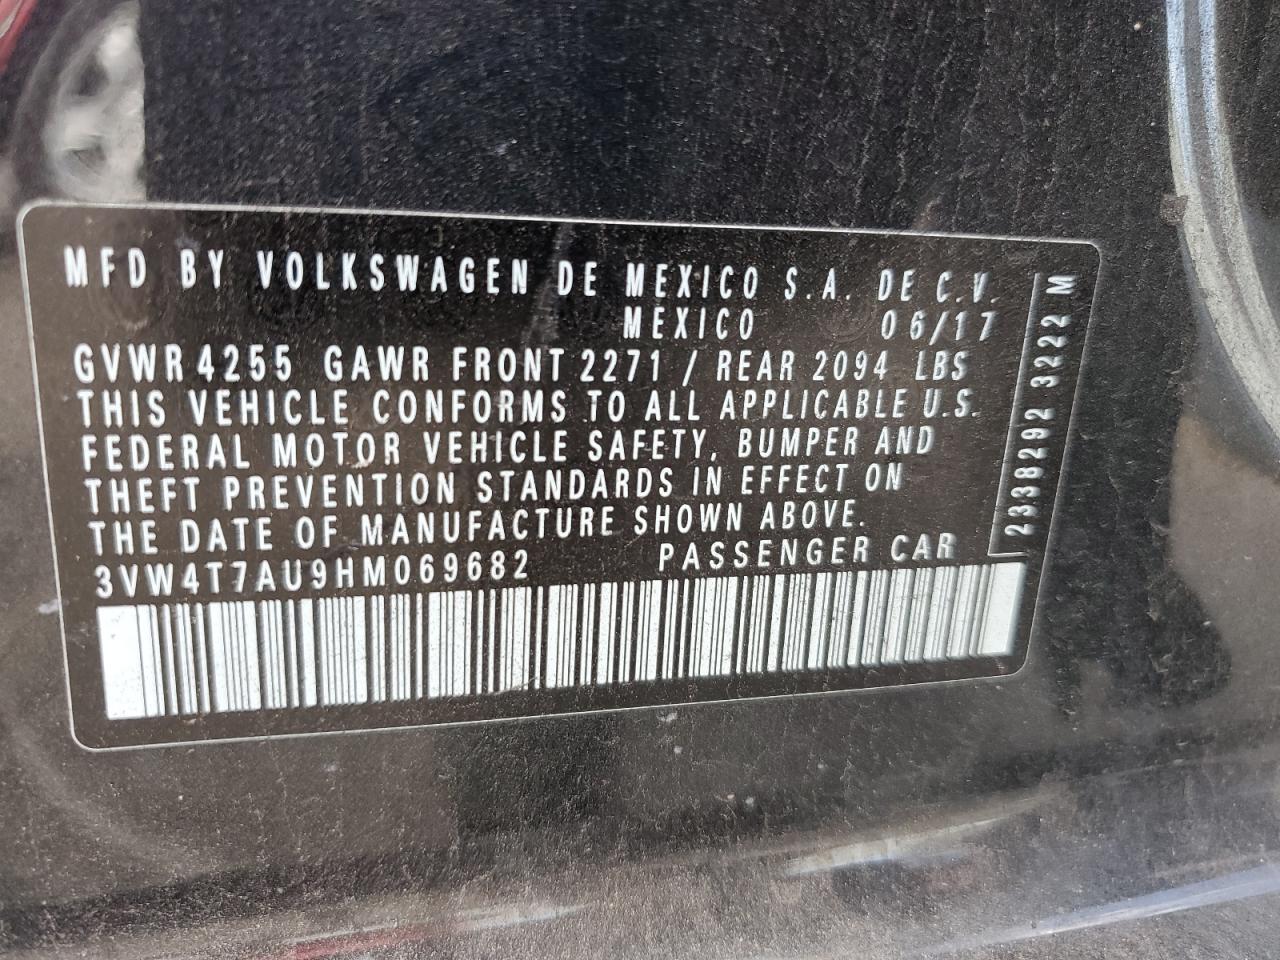 MFD BY VOLKSWAGEN DE MEXICO S.A. DE C.V.
MEXICO 06/17
GVWR 4255 GAWR FRONT 2271 / REAR 2094 LBS
THIS VEHICLE CONFORMS TO ALL APPLICABLE U.S.
FEDERAL MOTOR VEHICLE SAFETY, BUMPER AND
THEFT PREVENTION STANDARDS IN EFFECT ON
THE DATE OF MANUFACTURE SHOWN ABOVE.
3VW4T7AU9HM069682 PASSENGER CAR
2338292 3222 M